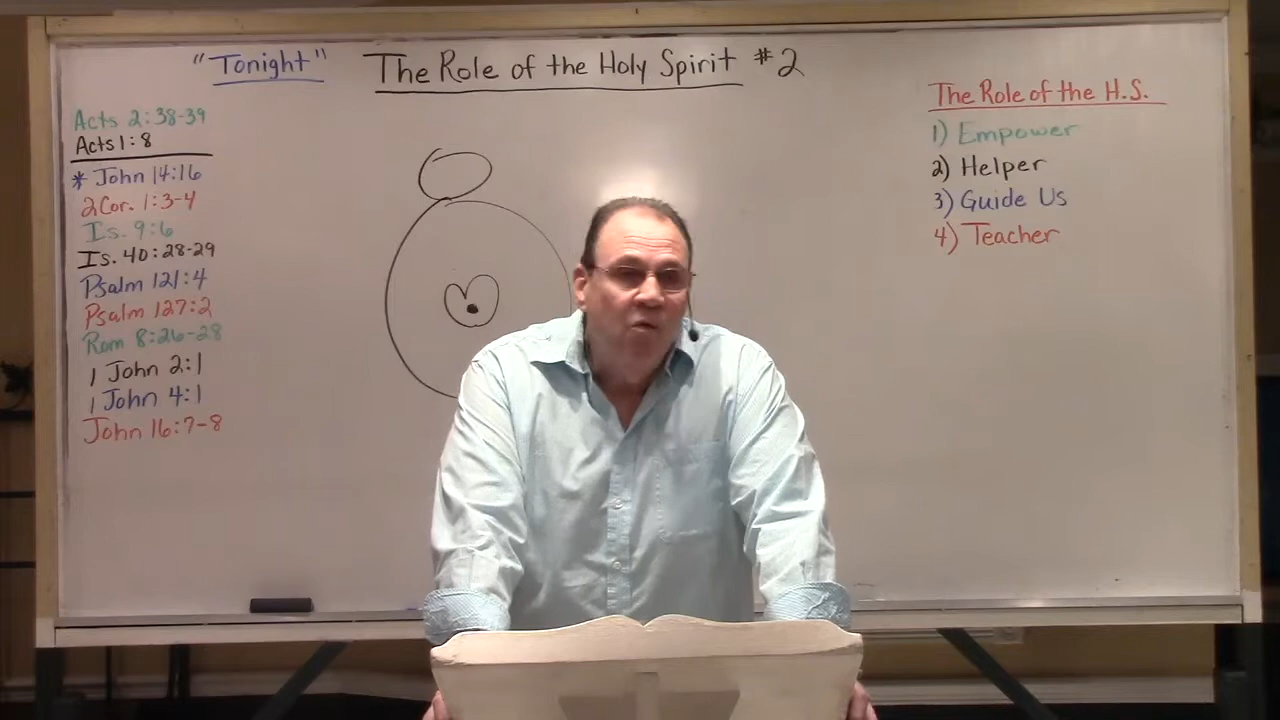 "Tonight" The Role of the Holy Spirit #2
Acts 2:38-39
Acts 1:8
* John 14:16
2 Cor. 1:3-4
Is. 9:6
Is. 40:28-29
Psalm 121:4
Psalm 127:2
Rom 8:26-28
1 John 2:1
1 John 4:1
John 16:7-8
The Role of the H.S.
1) Empower
2) Helper
3) Guide Us
4) Teacher